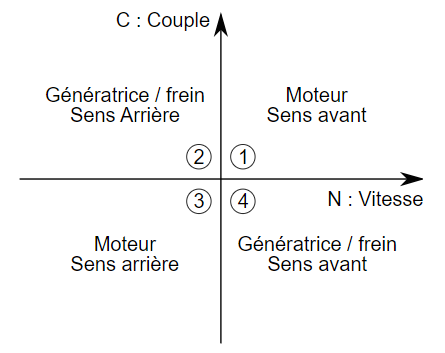 C : Couple
Génératrice / frein
Sens Arrière
Moteur
Sens avant
2
1
3
4
N : Vitesse
Moteur
Sens arrière
Génératrice / frein
Sens avant